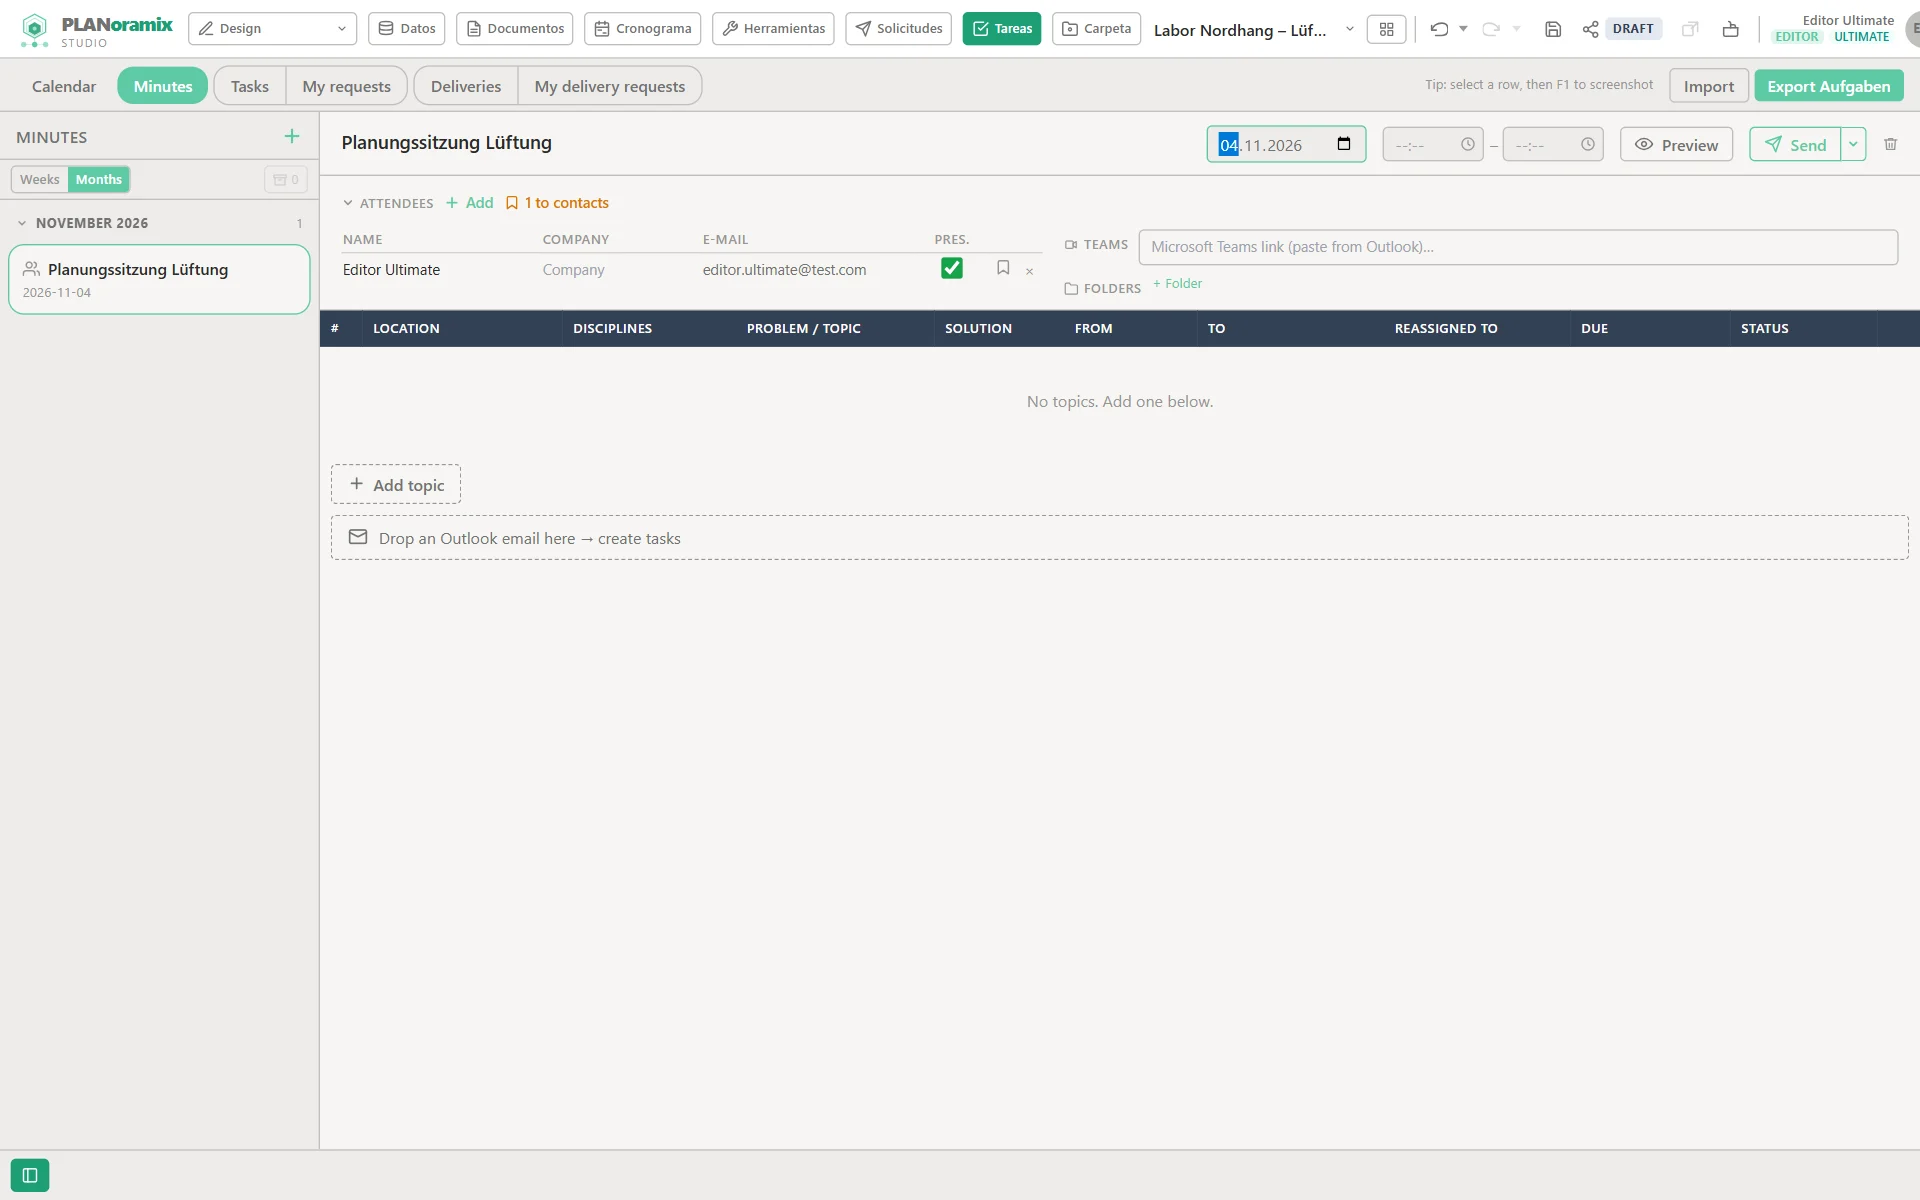 PLANoramix
STUDIO
Design
Datos
Documentos
Cronograma
Herramientas
Solicitudes
Tareas
Carpeta
Labor Nordhang – Lüf...
DRAFT
Editor Ultimate
EDITOR ULTIMATE
E
Calendar
Minutes
Tasks
My requests
Deliveries
My delivery requests
Tip: select a row, then F1 to screenshot
Import
Export Aufgaben
MINUTES
Weeks
Months
0
NOVEMBER 2026
1
Planungssitzung Lüftung
2026-11-04
Planungssitzung Lüftung
04.11.2026
--:--
–
--:--
Preview
Send
ATTENDEES
+ Add
1 to contacts
NAME COMPANY E-MAIL PRES.
Editor Ultimate Company editor.ultimate@test.com
×
TEAMS
Microsoft Teams link (paste from Outlook)...
FOLDERS
+ Folder
# LOCATION DISCIPLINES PROBLEM / TOPIC SOLUTION FROM TO REASSIGNED TO DUE STATUS
No topics. Add one below.
+ Add topic
Drop an Outlook email here → create tasks